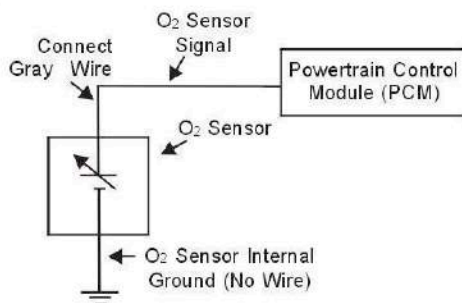 O₂ Sensor
Signal
Connect
Gray Wire
Powertrain Control
Module (PCM)
O₂ Sensor
O₂ Sensor Internal
Ground (No Wire)